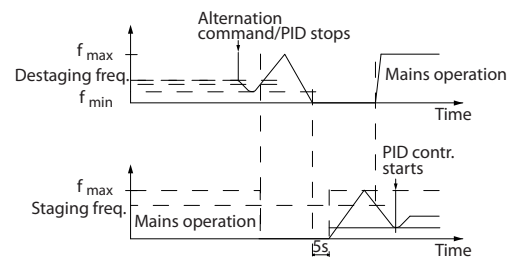 Alternation
command/PID stops
f max
Destaging freq.
f min
Mains operation
Time
PID contr.
starts
f max
Staging freq.
Mains operation
5s
Time